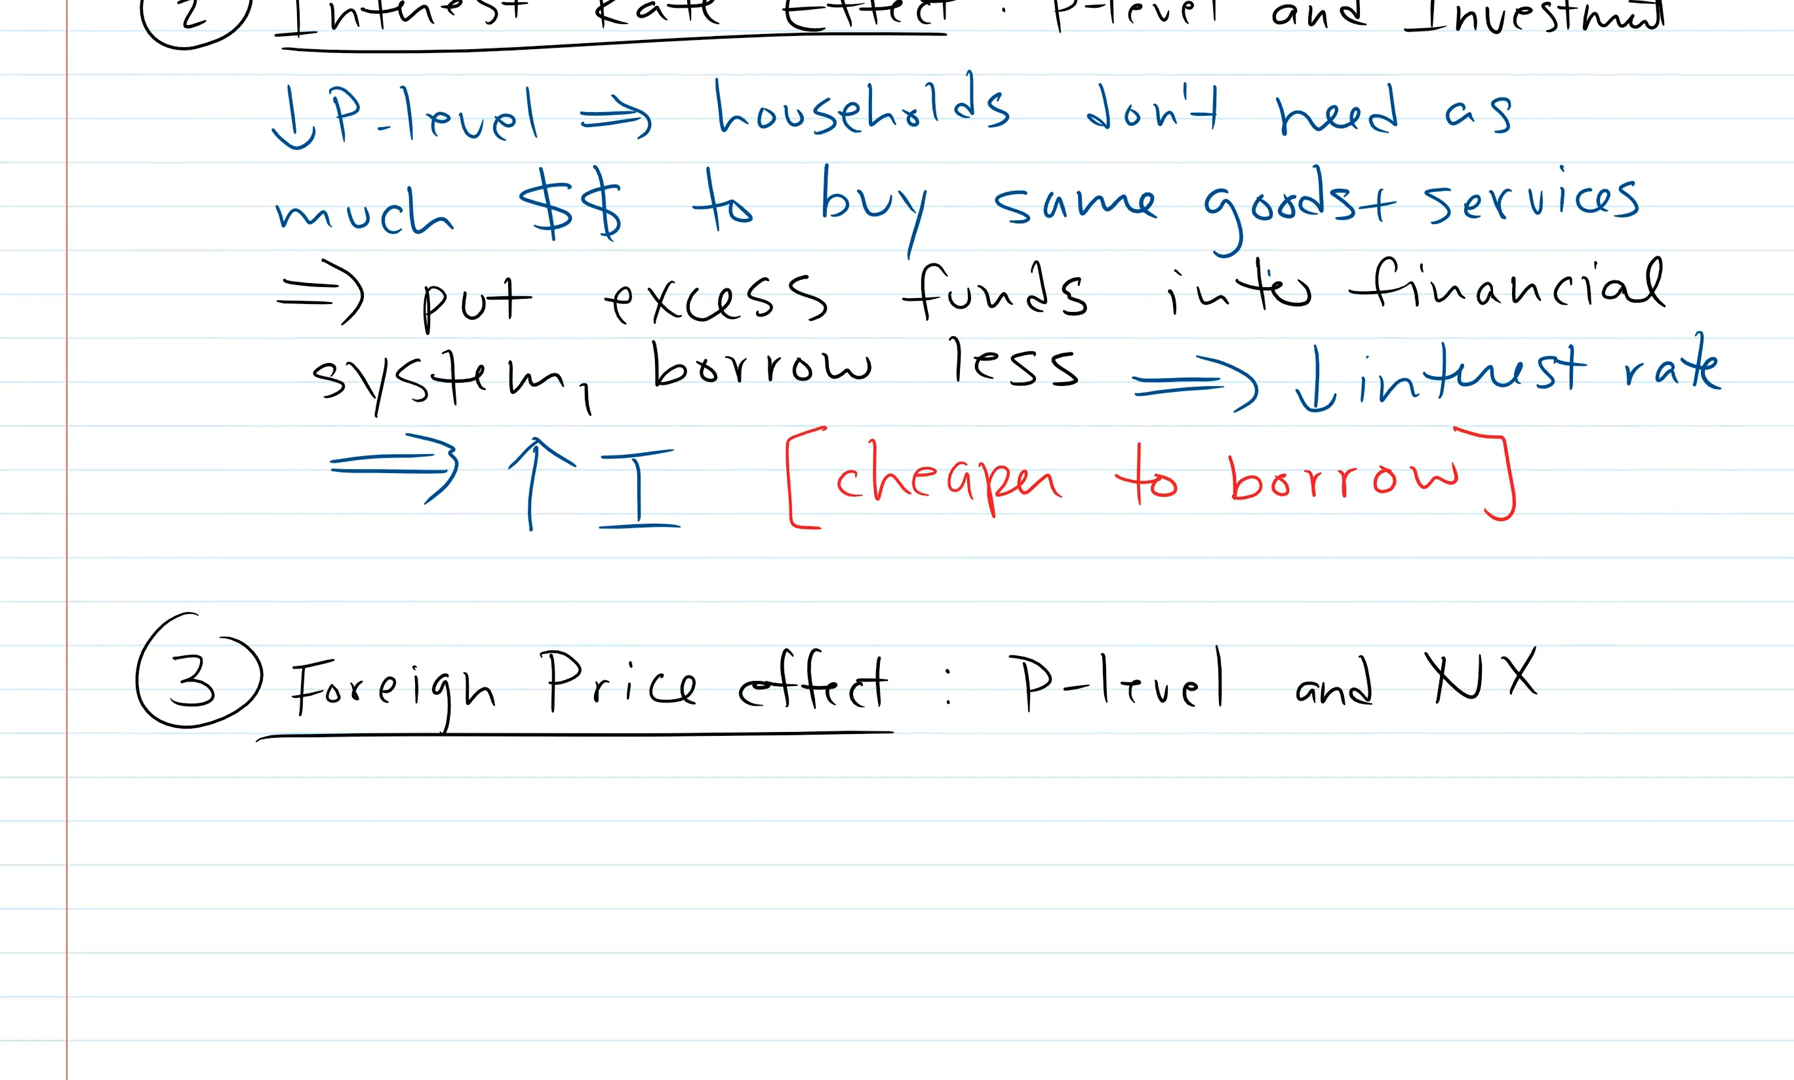 ② Interest Rate Effect : P-level and Investment
↓ P-level ⇒ households don't need as
much $$ to buy same goods + services
⇒ put excess funds into financial
system, borrow less ⇒ ↓ interest rate
⇒ ↑ I [cheaper to borrow]
③ Foreign Price effect : P-level and NX